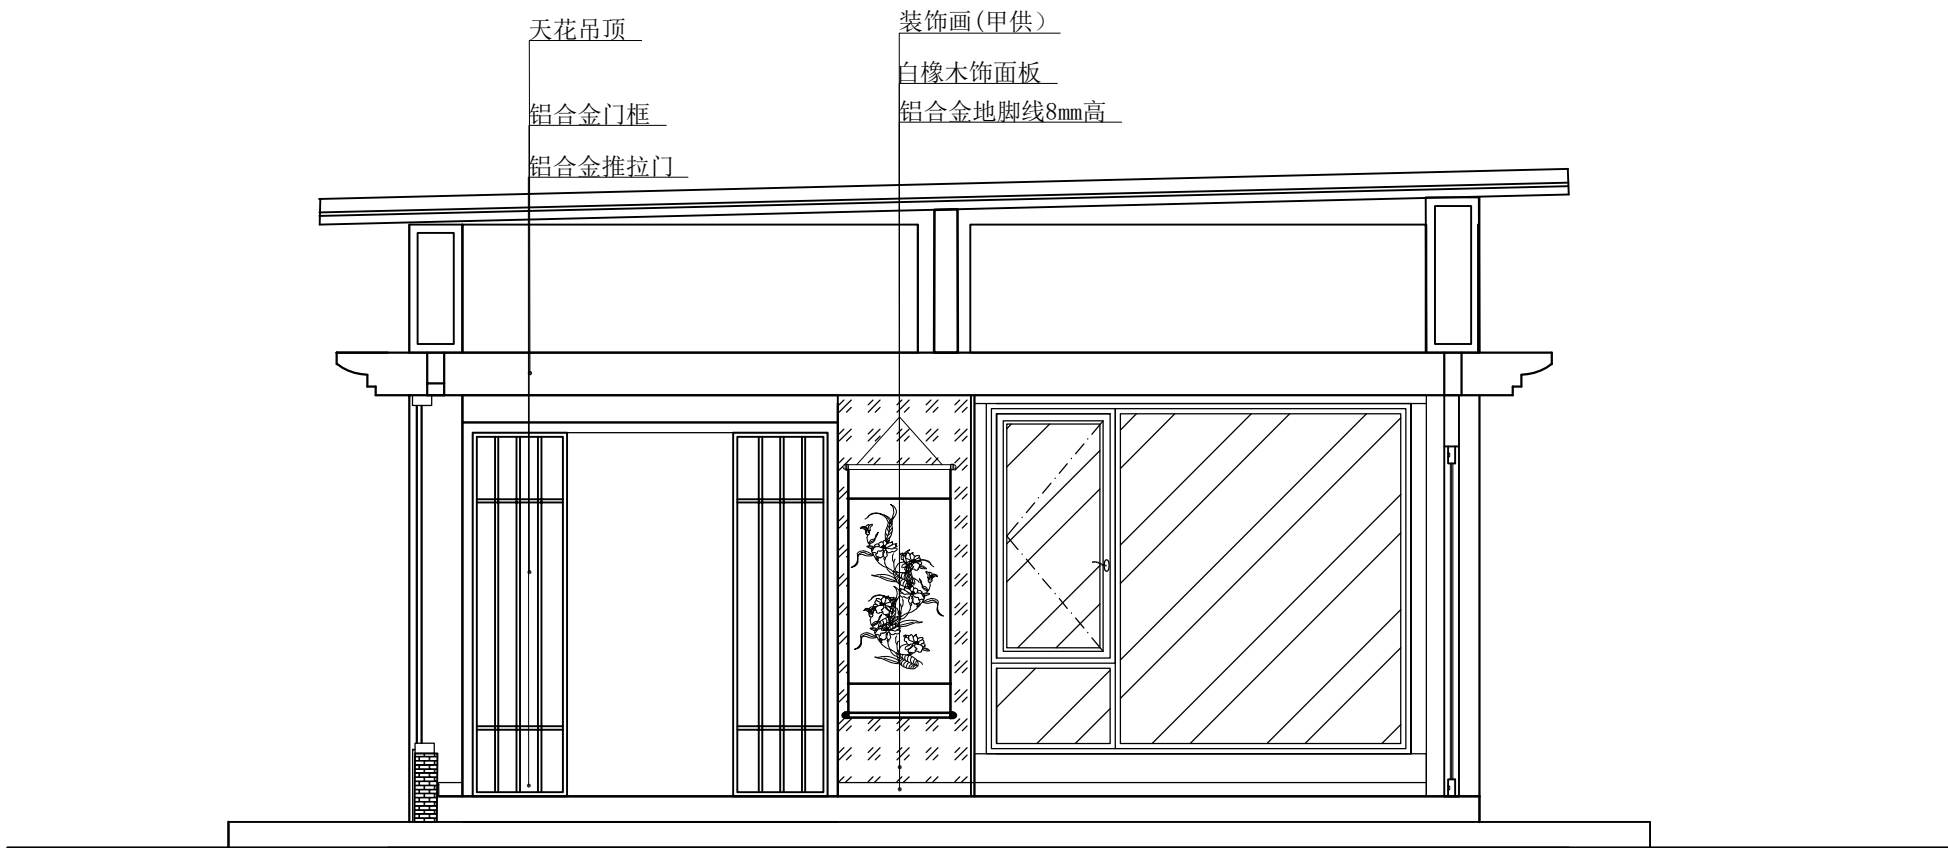 天花吊顶
铝合金门框
铝合金推拉门
装饰画(甲供）
白橡木饰面板
铝合金地脚线8mm高